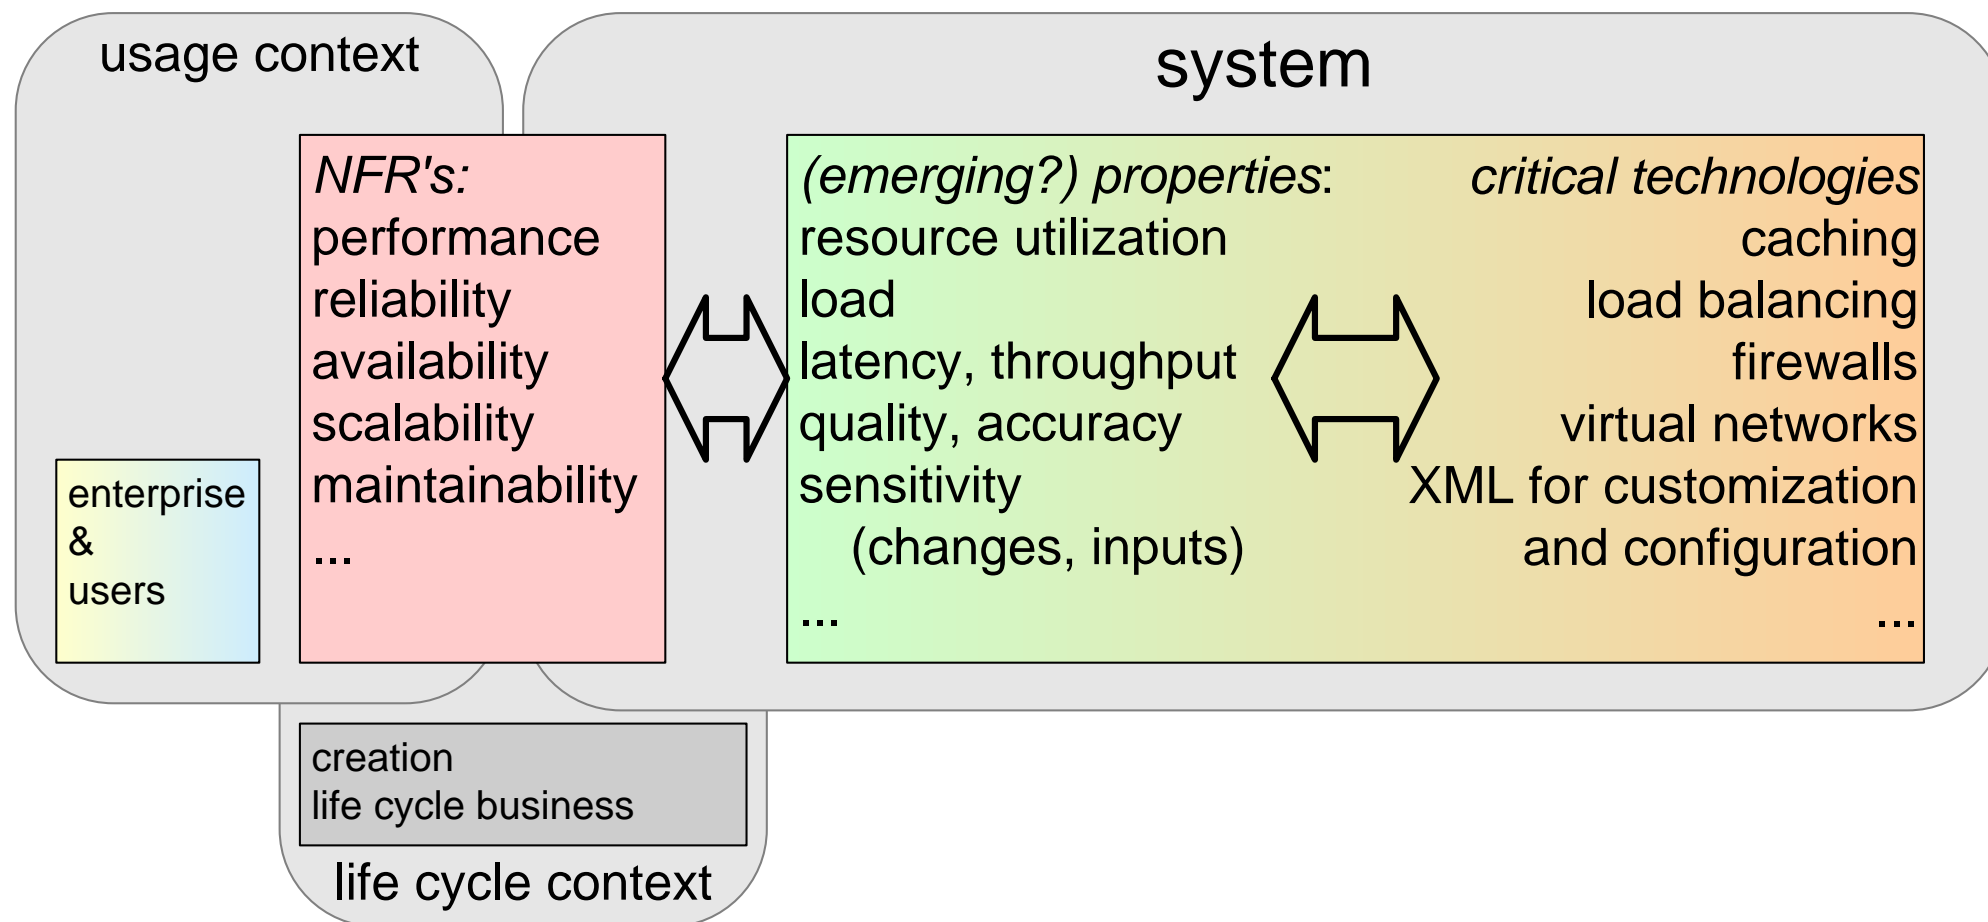 usage context
system
NFR's:
performance
reliability
availability
scalability
maintainability
...
(emerging?) properties:
resource utilization
load
latency, throughput
quality, accuracy
sensitivity
(changes, inputs)
...
critical technologies
caching
load balancing
firewalls
virtual networks
XML for customization
and configuration
...
enterprise
&
users
creation
life cycle business
life cycle context